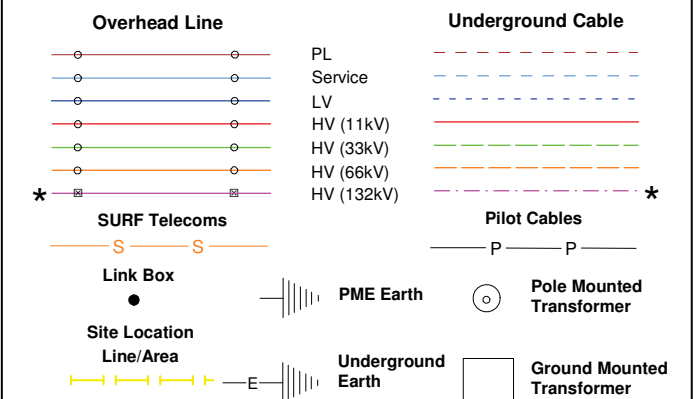 Overhead Line
Underground Cable
PL
Service
LV
HV (11kV)
HV (33kV)
HV (66kV)
* HV (132kV) *
SURF Telecoms
Pilot Cables
S S
P P
Link Box
PME Earth
Pole Mounted
Transformer
Site Location
Line/Area
E
Underground
Earth
Ground Mounted
Transformer